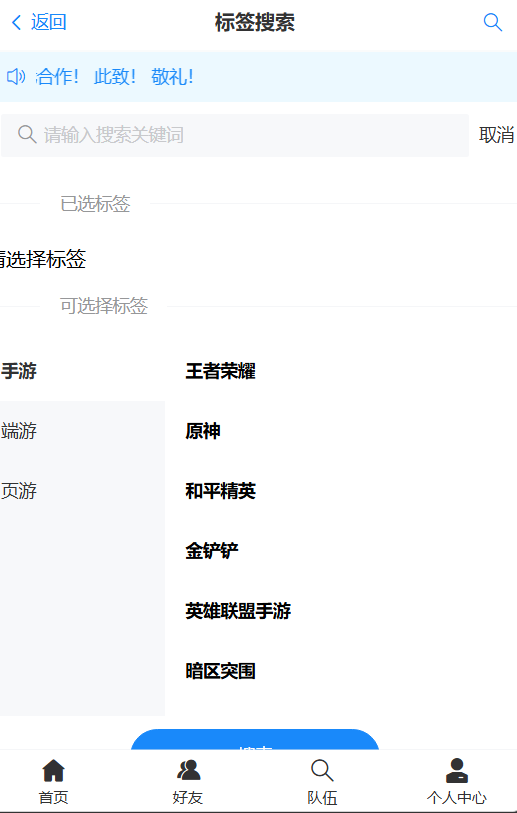 返回 标签搜索
合作！ 此致！ 敬礼！
请输入搜索关键词 取消
已选标签
请选择标签
可选择标签
手游 王者荣耀
端游 原神
页游 和平精英
金铲铲
英雄联盟手游
暗区突围
搜索
首页 好友 队伍 个人中心